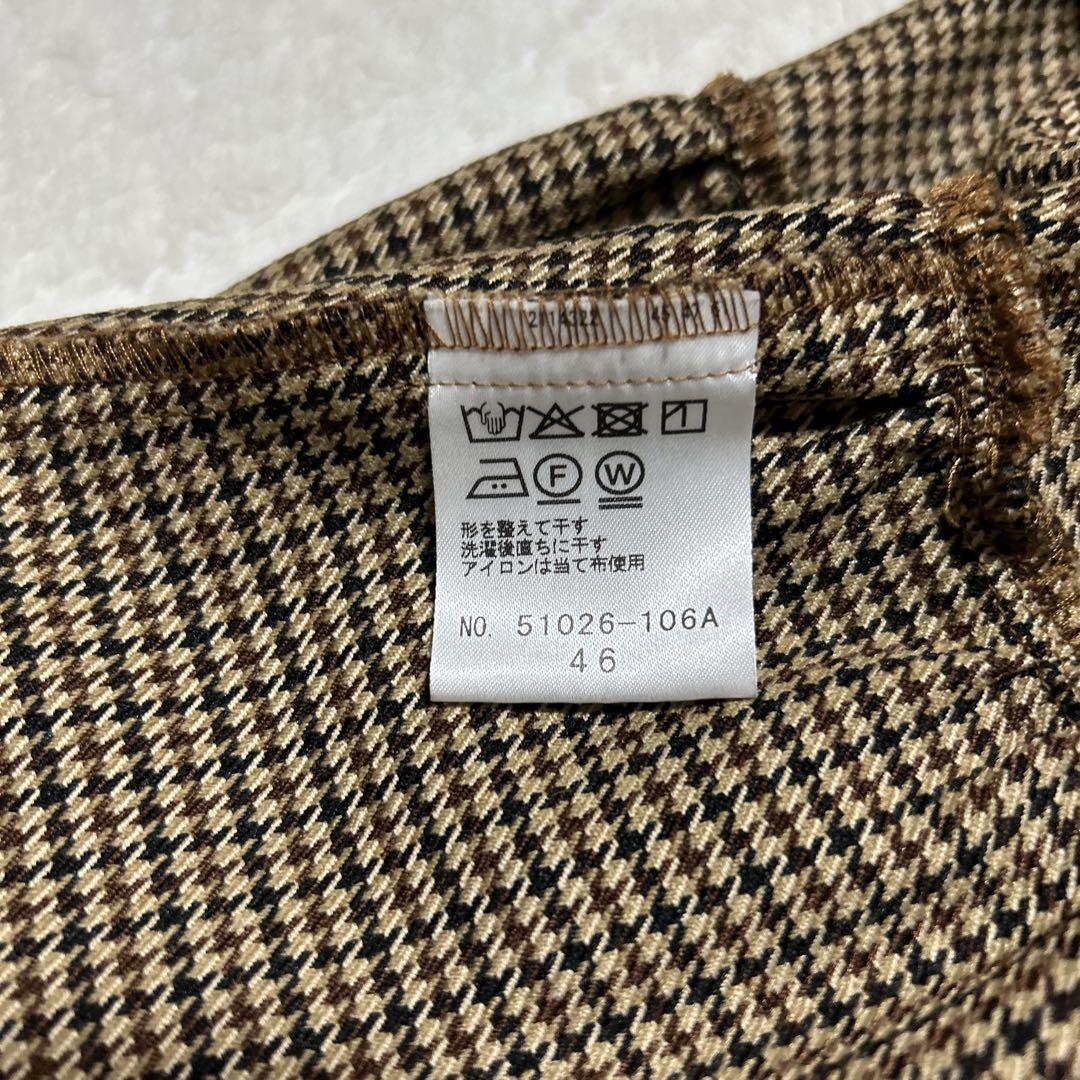 F W
形を整えて干す
洗濯後直ちに干す
アイロンは当て布使用
NO. 51026-106A
46